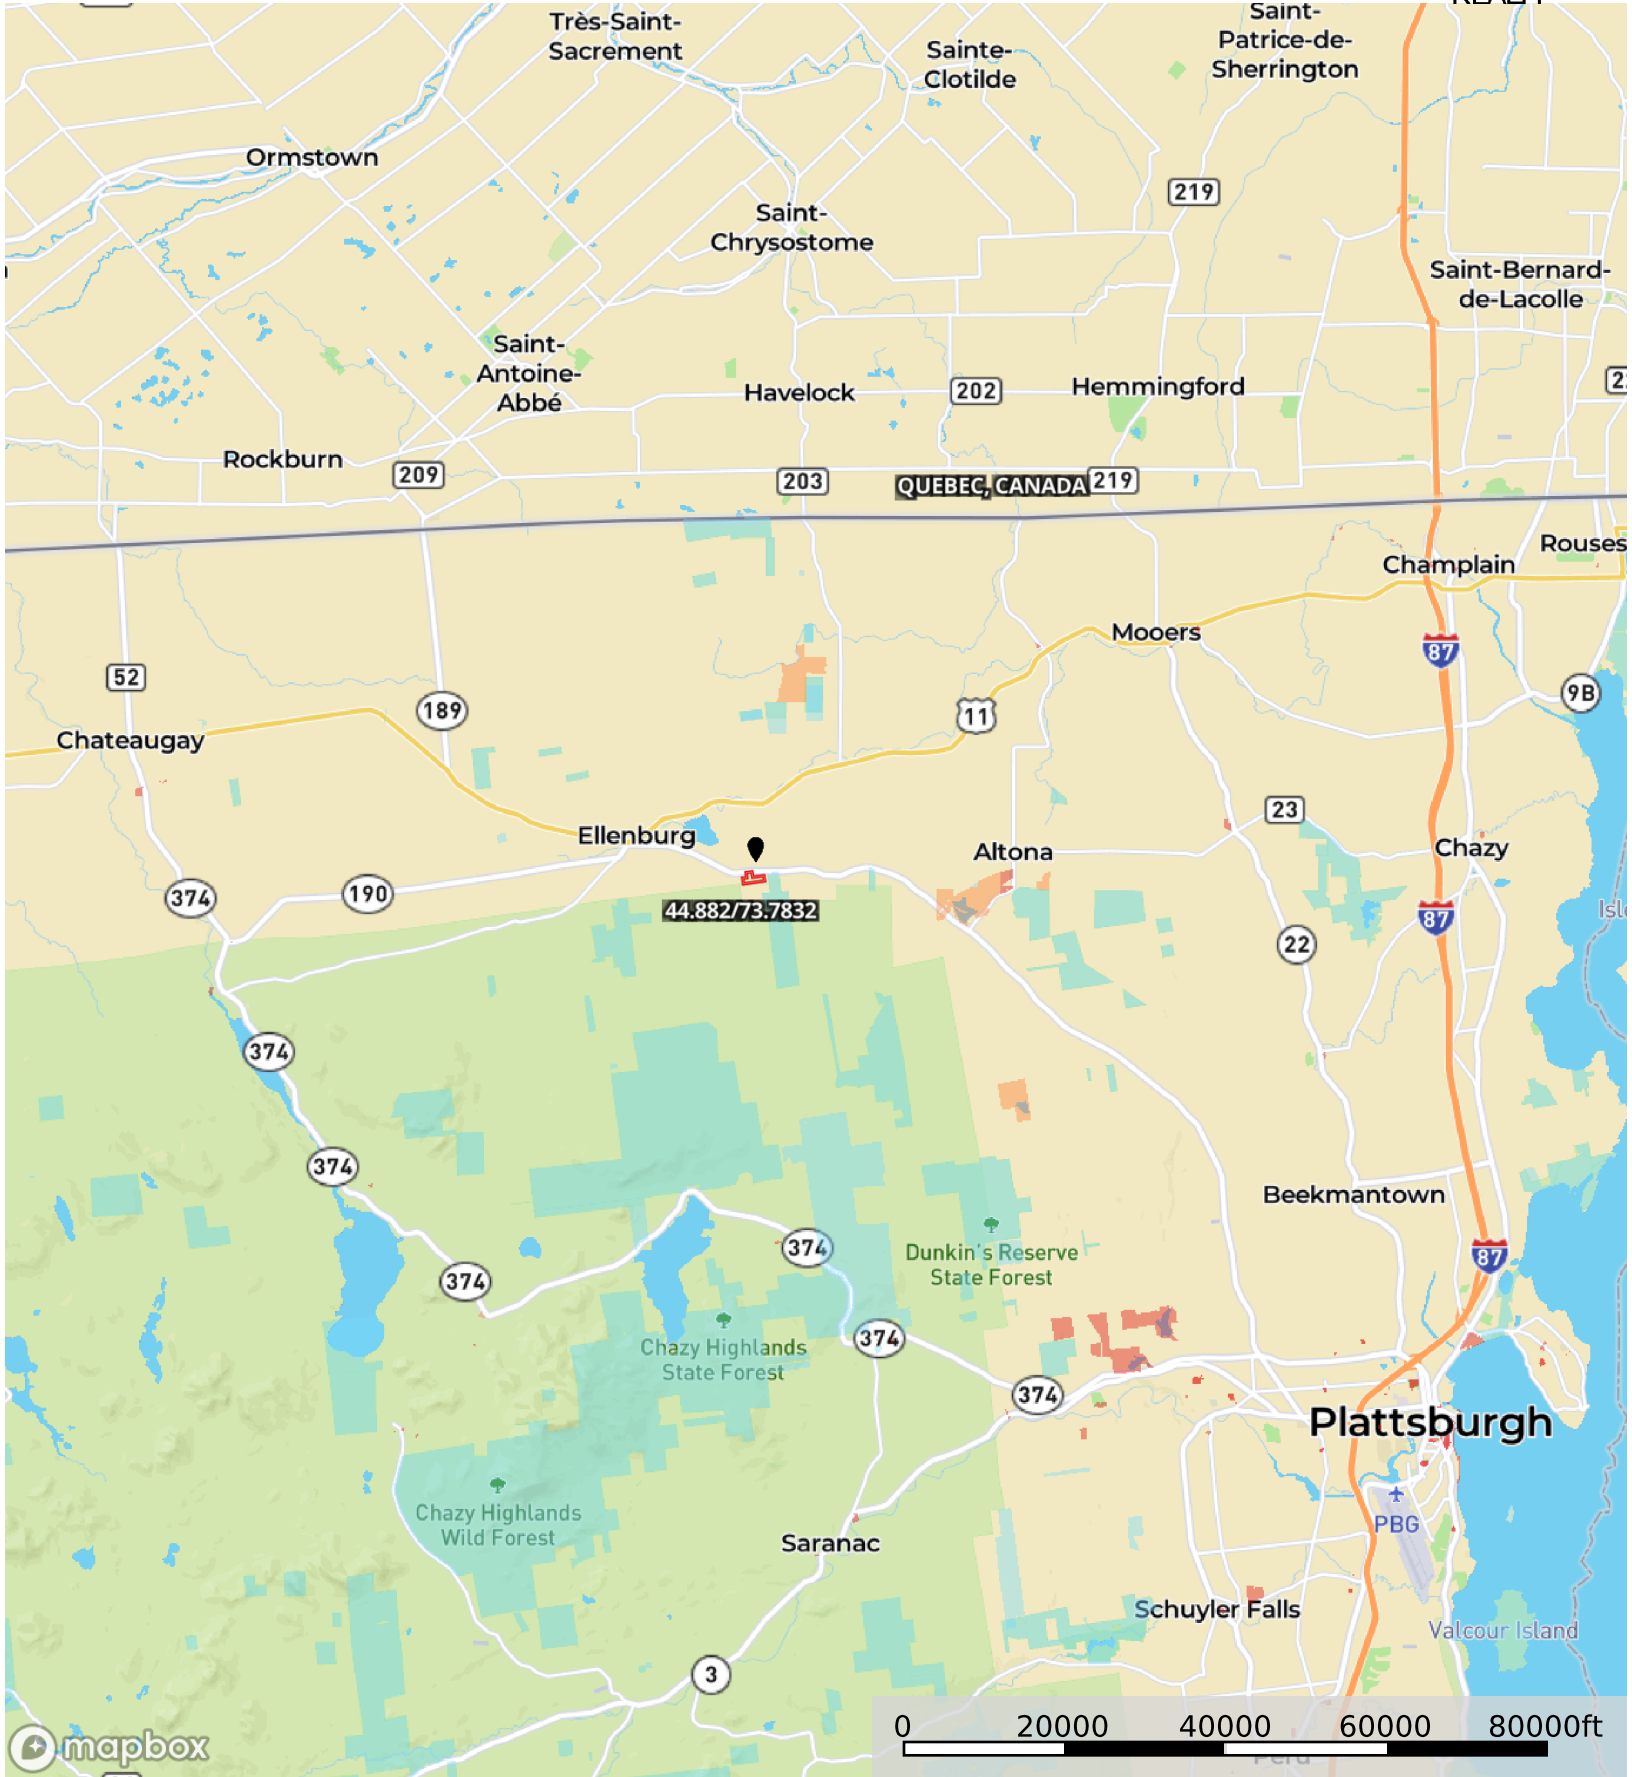 Très-Saint-
Sacrement
Sainte-
Clotilde
Saint-
Patrice-de-
Sherrington
Ormstown
219
Saint-
Chrysostome
Saint-Bernard-
de-Lacolle
Saint-
Antoine-
Abbé
Havelock
202
Hemmingford
Rockburn
209
203
QUEBEC, CANADA
219
Rouses
Champlain
Mooers
87
52
9B
189
11
Chateaugay
23
Ellenburg
Altona
Chazy
374
190
44.882/73.7832
87
Isl
22
374
374
Beekmantown
374
374
Dunkin's Reserve
State Forest
87
Chazy Highlands
State Forest
374
374
Plattsburgh
Chazy Highlands
Wild Forest
PBG
Saranac
Schuyler Falls
Valcour Island
3
0 20000 40000 60000 80000ft
Peru
mapbox